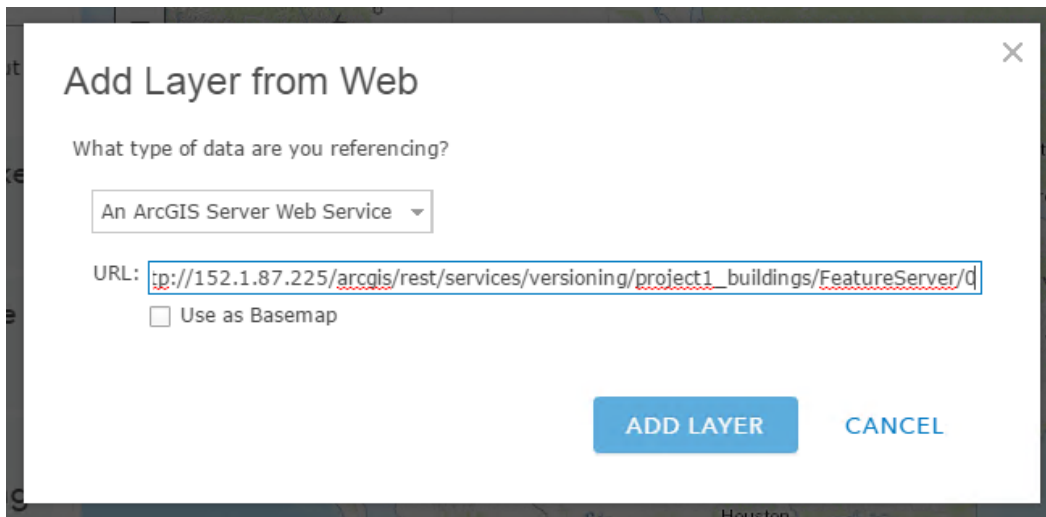 Add Layer from Web
What type of data are you referencing?
An ArcGIS Server Web Service
URL: tp://152.1.87.225/arcgis/rest/services/versioning/project1_buildings/FeatureServer/0
Use as Basemap
ADD LAYER CANCEL
Houston